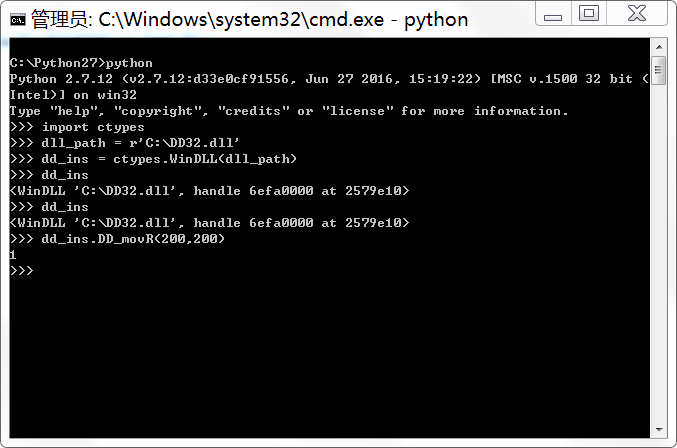 管理员: C:\Windows\system32\cmd.exe - python
C:\Python27>python
Python 2.7.12 (v2.7.12:d33e0cf91556, Jun 27 2016, 15:19:22) [MSC v.1500 32 bit (
Intel)] on win32
Type "help", "copyright", "credits" or "license" for more information.
>>> import ctypes
>>> dll_path = r'C:\DD32.dll'
>>> dd_ins = ctypes.WinDLL(dll_path)
>>> dd_ins
<WinDLL 'C:\DD32.dll', handle 6efa0000 at 2579e10>
>>> dd_ins
<WinDLL 'C:\DD32.dll', handle 6efa0000 at 2579e10>
>>> dd_ins.DD_movR(200,200)
1
>>>